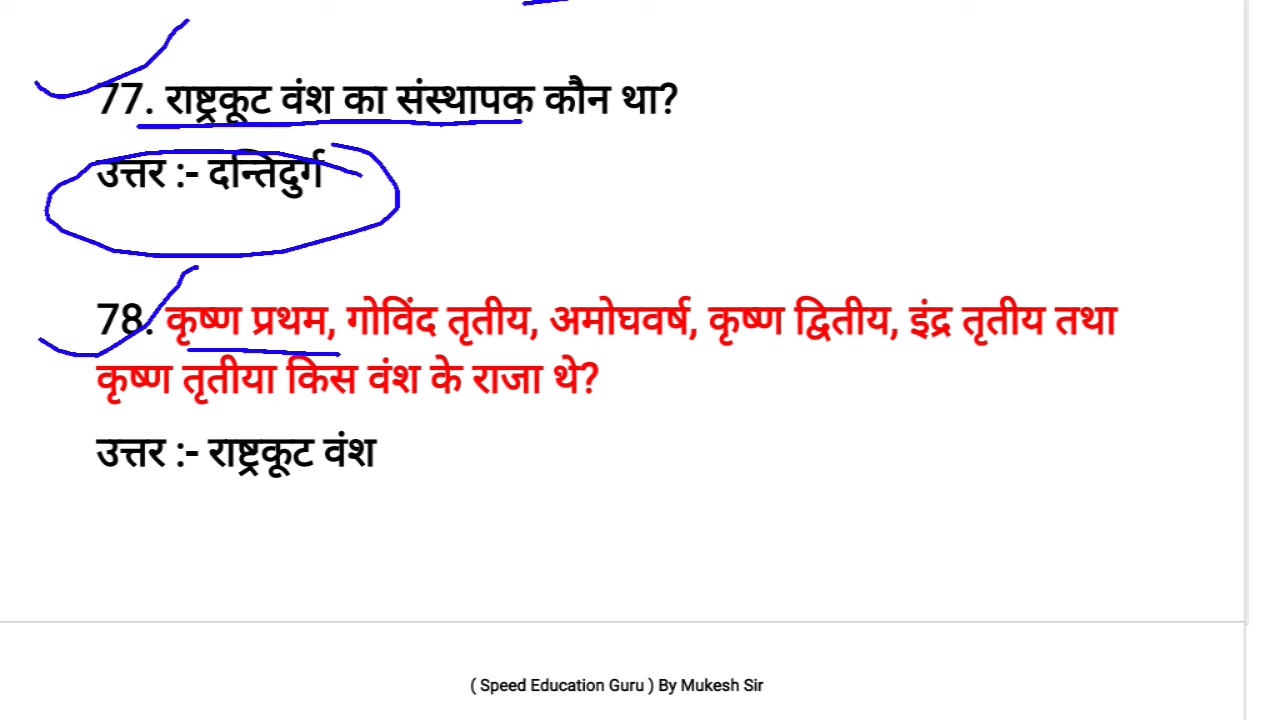 77. राष्ट्रकूट वंश का संस्थापक कौन था?
उत्तर :- दन्तिदुर्ग
78. कृष्ण प्रथम, गोविंद तृतीय, अमोघवर्ष, कृष्ण द्वितीय, इंद्र तृतीय तथा
कृष्ण तृतीया किस वंश के राजा थे?
उत्तर :- राष्ट्रकूट वंश
( Speed Education Guru ) By Mukesh Sir